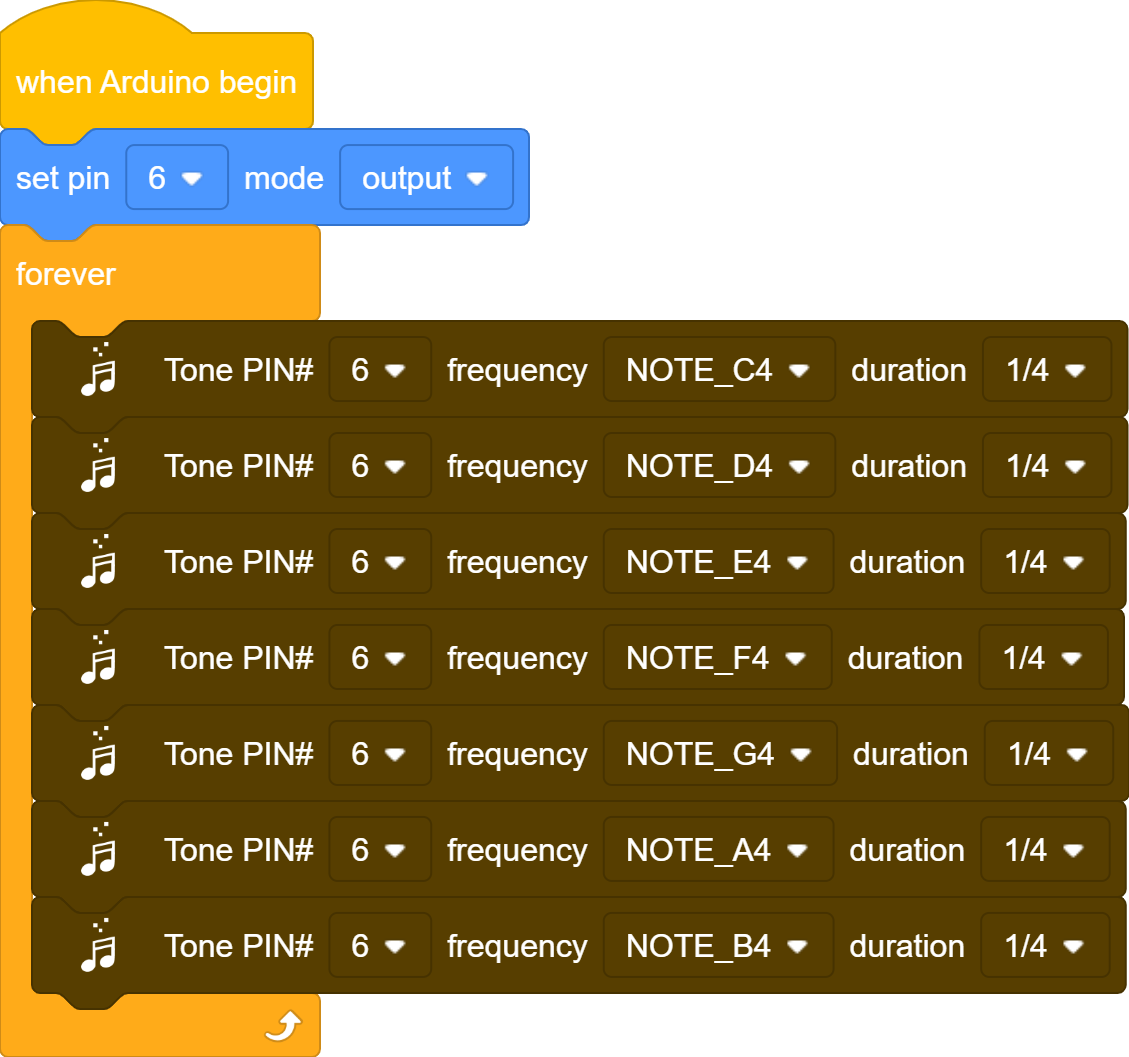 when Arduino begin
set pin 6 mode output
forever
Tone PIN# 6 frequency NOTE_C4 duration 1/4
Tone PIN# 6 frequency NOTE_D4 duration 1/4
Tone PIN# 6 frequency NOTE_E4 duration 1/4
Tone PIN# 6 frequency NOTE_F4 duration 1/4
Tone PIN# 6 frequency NOTE_G4 duration 1/4
Tone PIN# 6 frequency NOTE_A4 duration 1/4
Tone PIN# 6 frequency NOTE_B4 duration 1/4